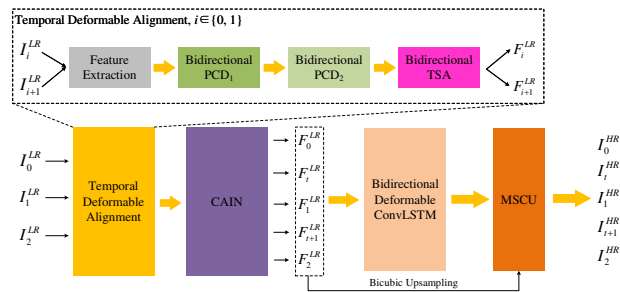 Temporal Deformable Alignment, i∈{0, 1}
I_i^{LR}
I_{i+1}^{LR}
Feature
Extraction
Bidirectional
PCD₁
Bidirectional
PCD₂
Bidirectional
TSA
F_i^{LR}
F_{i+1}^{LR}
I_0^{LR}
I_1^{LR}
I_2^{LR}
Temporal
Deformable
Alignment
CAIN
F_0^{LR}
F_t^{LR}
F_1^{LR}
F_{t+1}^{LR}
F_2^{LR}
Bidirectional
Deformable
ConvLSTM
MSCU
I_0^{HR}
I_t^{HR}
I_1^{HR}
I_{t+1}^{HR}
I_2^{HR}
Bicubic Upsampling